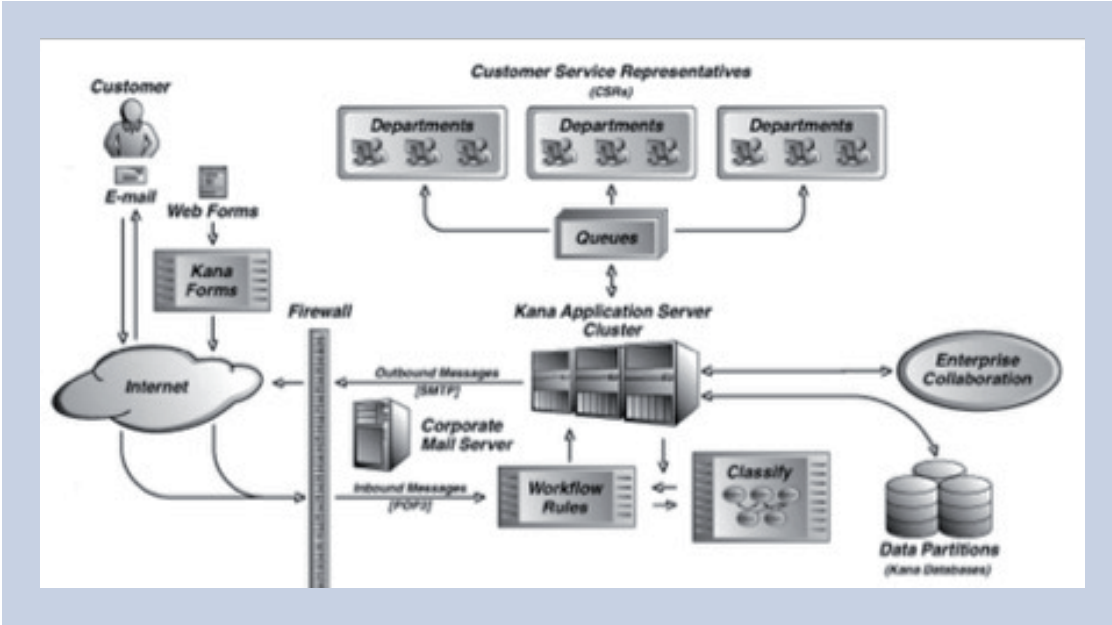 Customer Service Representatives
(CSRs)
Customer
Departments
Departments
Departments
E-mail
Web Forms
Queues
Kana
Forms
Firewall
Kana Application Server
Cluster
Internet
Outbound Messages
[SMTP]
Enterprise
Collaboration
Corporate
Mail Server
Inbound Messages
[POP3]
Workflow
Rules
Classify
Data Partitions
(Kana Databases)